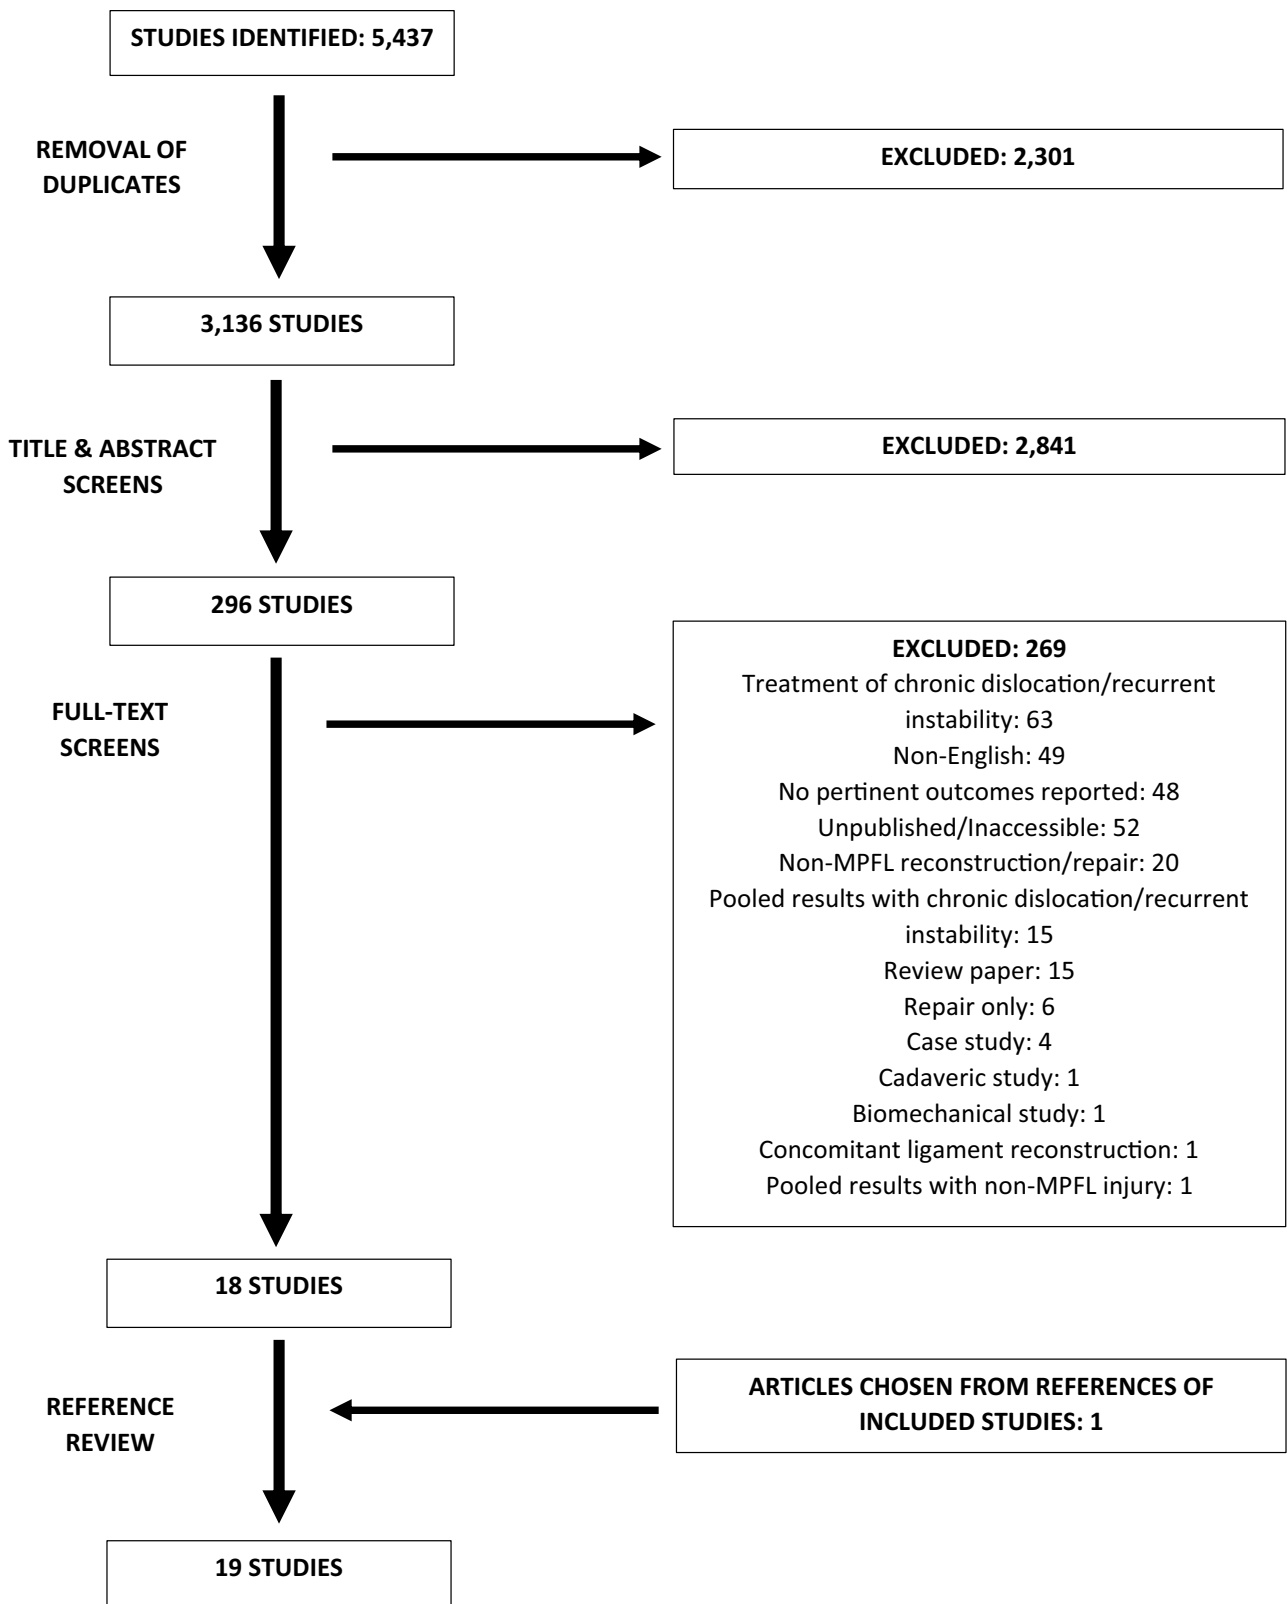 STUDIES IDENTIFIED: 5,437
REMOVAL OF
DUPLICATES
EXCLUDED: 2,301
3,136 STUDIES
TITLE & ABSTRACT
SCREENS
EXCLUDED: 2,841
296 STUDIES
FULL-TEXT
SCREENS
EXCLUDED: 269
Treatment of chronic dislocation/recurrent
instability: 63
Non-English: 49
No pertinent outcomes reported: 48
Unpublished/Inaccessible: 52
Non-MPFL reconstruction/repair: 20
Pooled results with chronic dislocation/recurrent
instability: 15
Review paper: 15
Repair only: 6
Case study: 4
Cadaveric study: 1
Biomechanical study: 1
Concomitant ligament reconstruction: 1
Pooled results with non-MPFL injury: 1
18 STUDIES
REFERENCE
REVIEW
ARTICLES CHOSEN FROM REFERENCES OF
INCLUDED STUDIES: 1
19 STUDIES